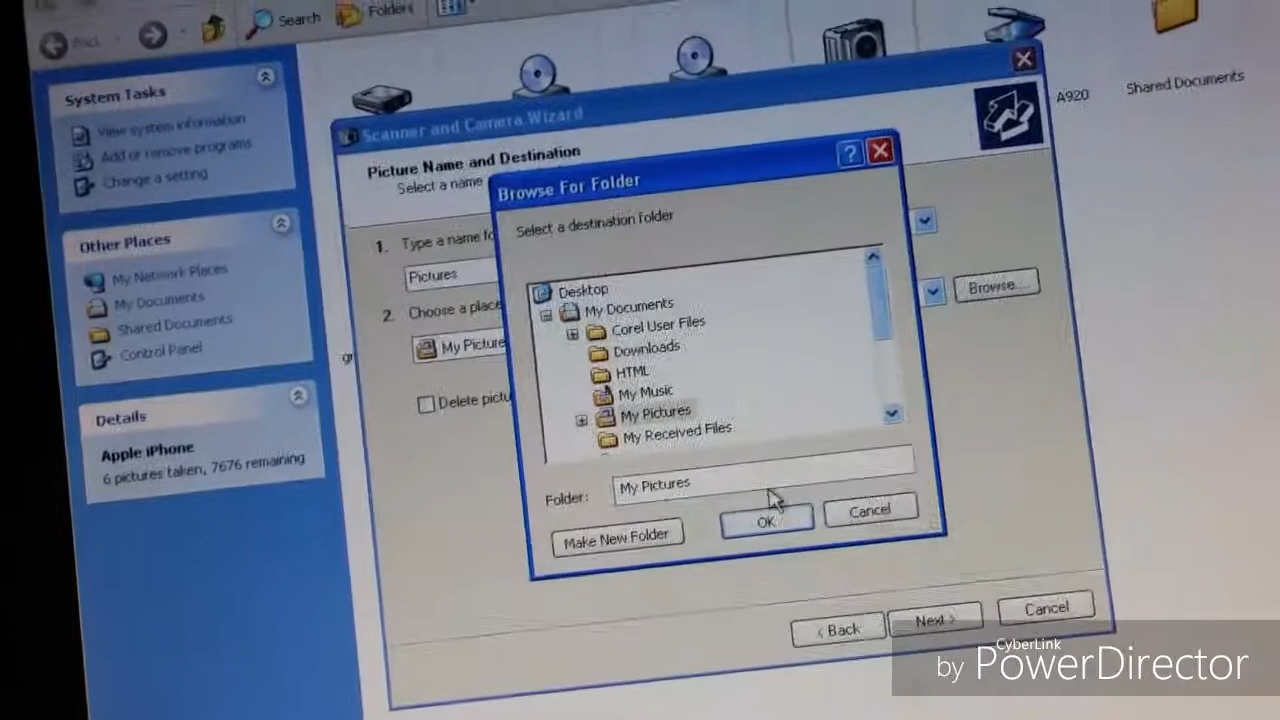 Back
Search
Folders
System Tasks
View system information
Add or remove programs
Change a setting
Other Places
My Network Places
My Documents
Shared Documents
Control Panel
Details
Apple iPhone
6 pictures taken, 7676 remaining
A920
Shared Documents
Scanner and Camera Wizard
Picture Name and Destination
Select a name
1. Type a name fo
Pictures
2. Choose a place
My Picture
Delete pictu
Browse...
Browse For Folder
?
Select a destination folder
Desktop
My Documents
Corel User Files
Downloads
HTML
My Music
My Pictures
My Received Files
Folder: My Pictures
Make New Folder
OK
Cancel
< Back
Next >
Cancel
CyberLink
by PowerDirector